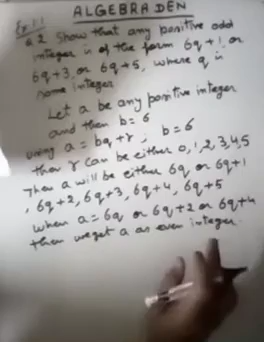 Ex 1.1 ALGEBRA DEN
Q 2 Show that any positive odd
integer is of the form 6q+1, or
6q+3, or 6q+5, where q is
some integer
Let a be any positive integer
and then b = 6
using a = bq+r, b = 6
then r can be either 0,1,2,3,4,5
Then a will be either 6q or 6q+1
, 6q+2, 6q+3, 6q+4, 6q+5
when a = 6q or 6q+2 or 6q+4
then we get a as even integer.